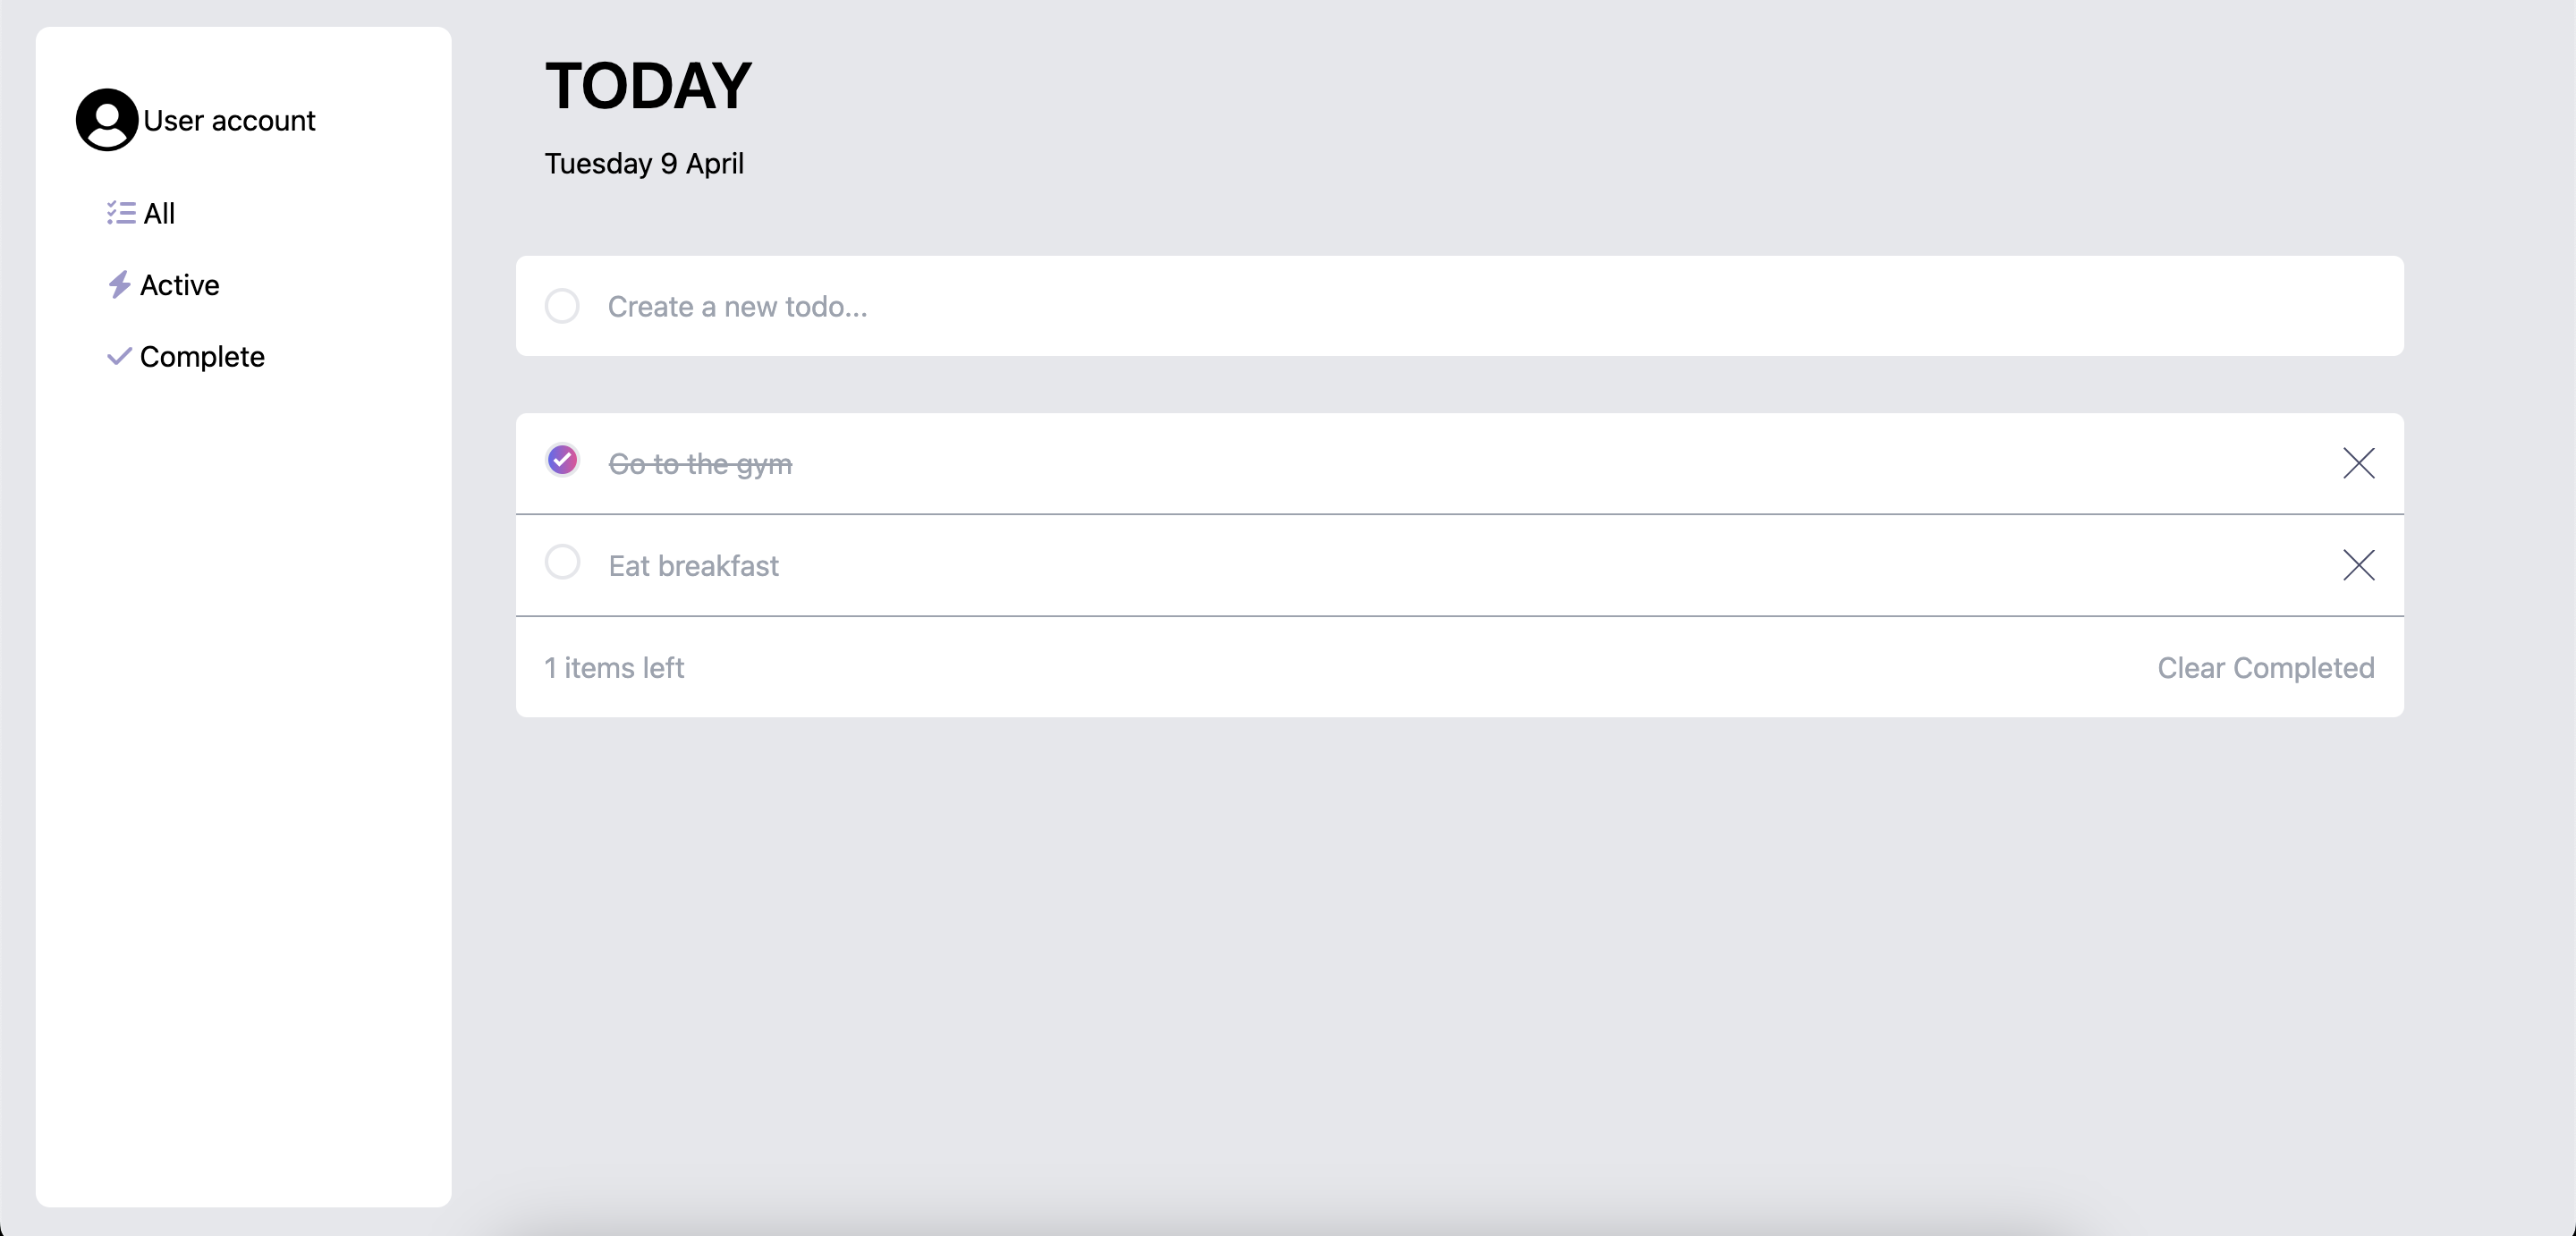 User account
All
Active
Complete
TODAY
Tuesday 9 April
Create a new todo...
Go to the gym
Eat breakfast
1 items left
Clear Completed